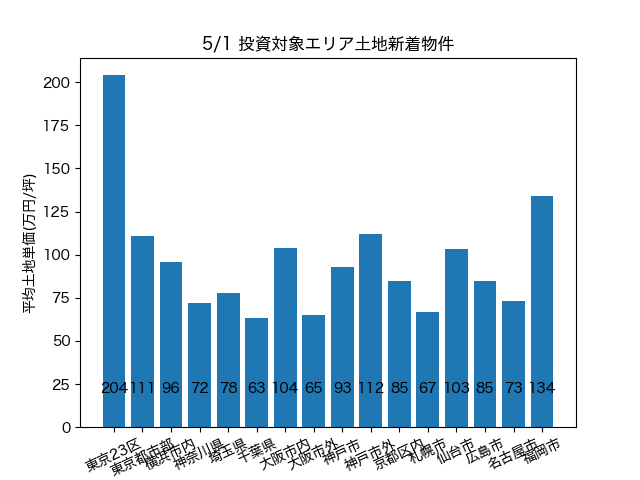 5/1 投資対象エリア土地新着物件
平均土地単価(万円/坪)
200
175
150
125
100
75
50
25
0
204 111 96 72 78 63 104 65 93 112 85 67 103 85 73 134
東京23区 東京都市部 横浜市内 神奈川県 埼玉県 千葉県 大阪市内 大阪市外 神戸市 神戸市外 京都区内 札幌市 仙台市 広島市 名古屋市 福岡市